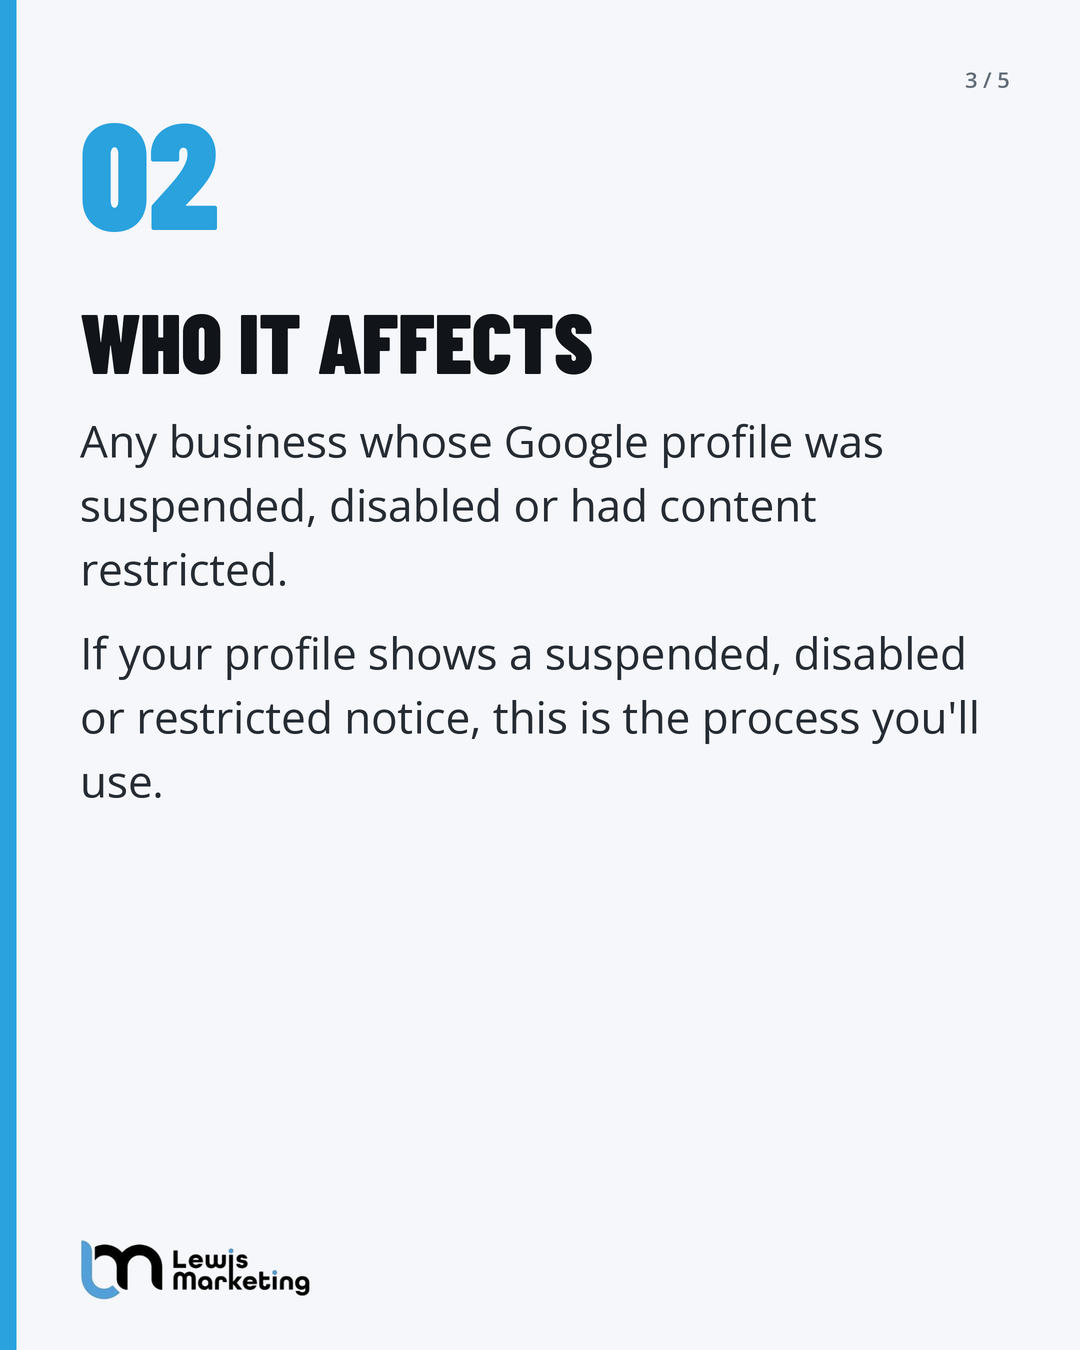 3 / 5
02
WHO IT AFFECTS
Any business whose Google profile was
suspended, disabled or had content
restricted.
If your profile shows a suspended, disabled
or restricted notice, this is the process you'll
use.
Lewis
Marketing